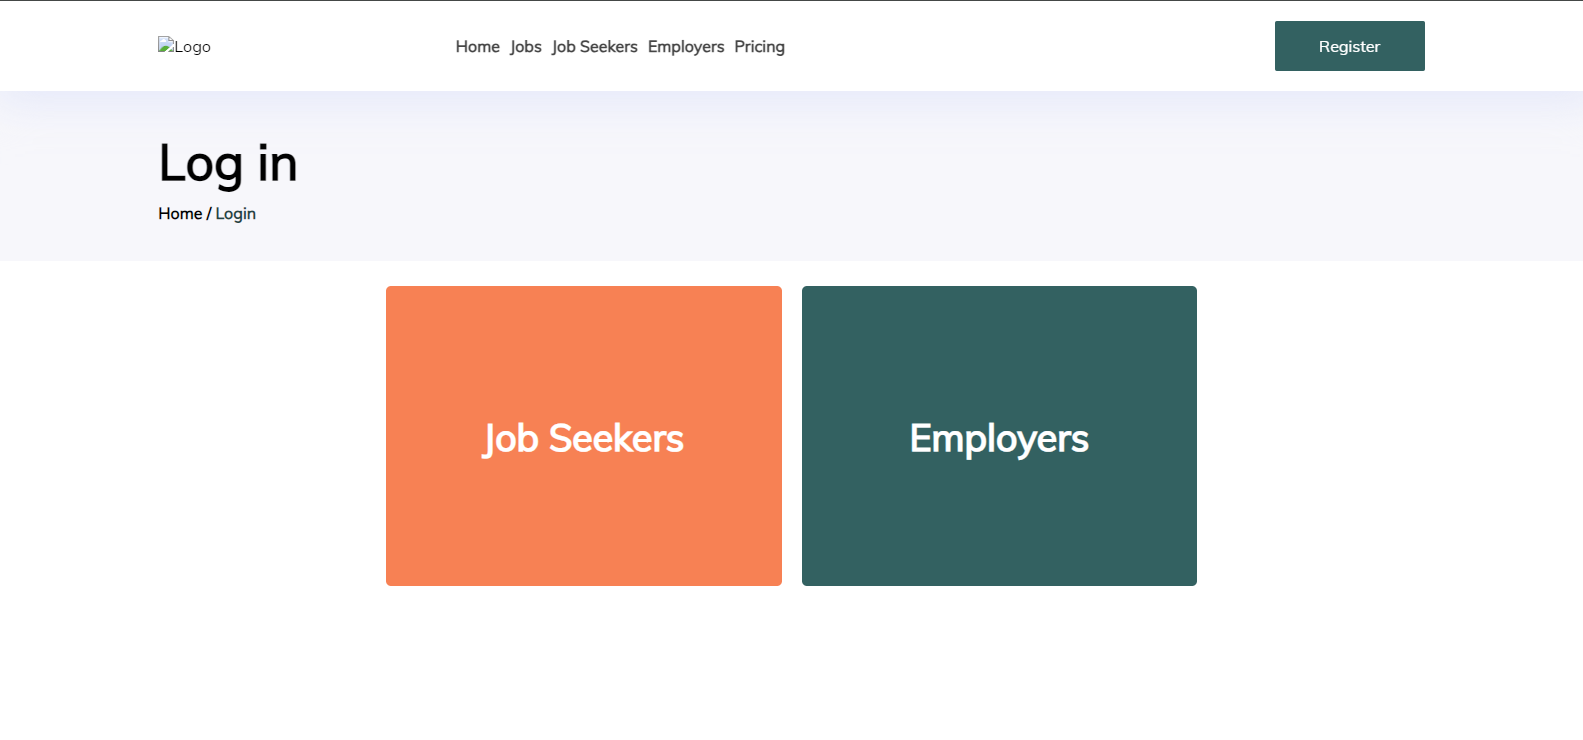 Logo
Home Jobs Job Seekers Employers Pricing
Register
Log in
Home / Login
Job Seekers
Employers